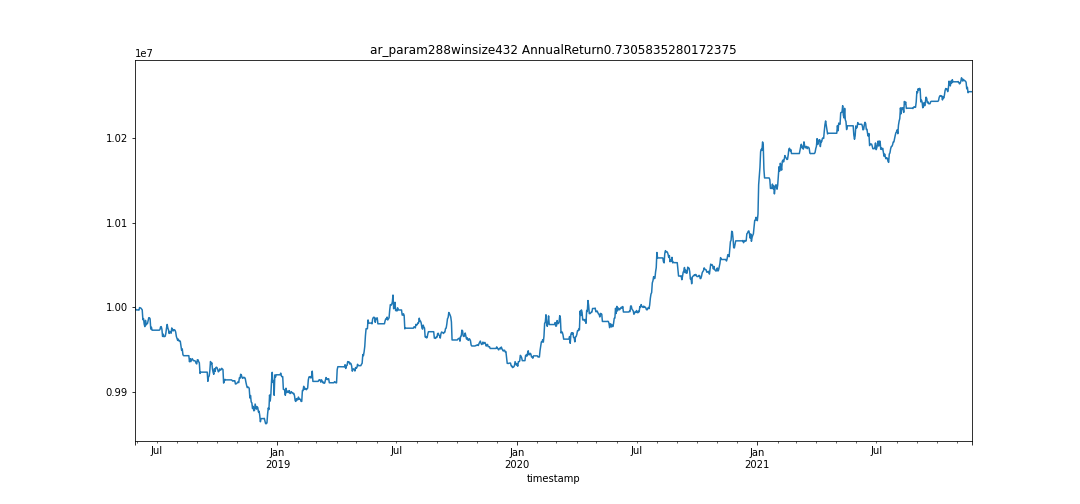 ar_param288winsize432 AnnualReturn0.7305835280172375
1e7
1.02
1.01
1.00
0.99
Jul
Jan
2019
Jul
Jan
2020
Jul
Jan
2021
Jul
timestamp